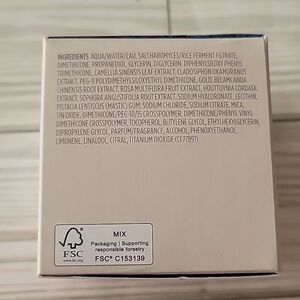 INGREDIENTS: AQUA/WATER/EAU, SACCHAROMYCES/RICE FERMENT FILTRATE,
DIMETHICONE, PROPANEDIOL, GLYCERIN, DIGLYCERIN, DIPHENYLSILOXY PHENYL
TRIMETHICONE, CAMELLIA SINENSIS LEAF EXTRACT, CLADOSIPHON OKAMURANUS
EXTRACT, PEG-9 POLYDIMETHYLSILOXYETHYL DIMETHICONE, GOLD, BELAMCANDA
CHINENSIS ROOT EXTRACT, ROSA MULTIFLORA FRUIT EXTRACT, HOUTTUYNIA CORDATA
EXTRACT, SOPHORA ANGUSTIFOLIA ROOT EXTRACT, SODIUM HYALURONATE, LECITHIN,
PISTACIA LENTISCUS (MASTIC) GUM, SODIUM CHLORIDE, SODIUM CITRATE, MICA,
TIN OXIDE, DIMETHICONE/PEG-10/15 CROSSPOLYMER, DIMETHICONE/PHENYL VINYL
DIMETHICONE CROSSPOLYMER, TOCOPHEROL, BUTYLENE GLYCOL, ETHYLHEXYLGLYCERIN,
DIPROPYLENE GLYCOL, PARFUM/FRAGRANCE, ALCOHOL, PHENOXYETHANOL,
LIMONENE, LINALOOL, CITRAL, TITANIUM DIOXIDE (CI 77891)
FSC
www.fsc.org
MIX
Packaging | Supporting
responsible forestry
FSC® C153139